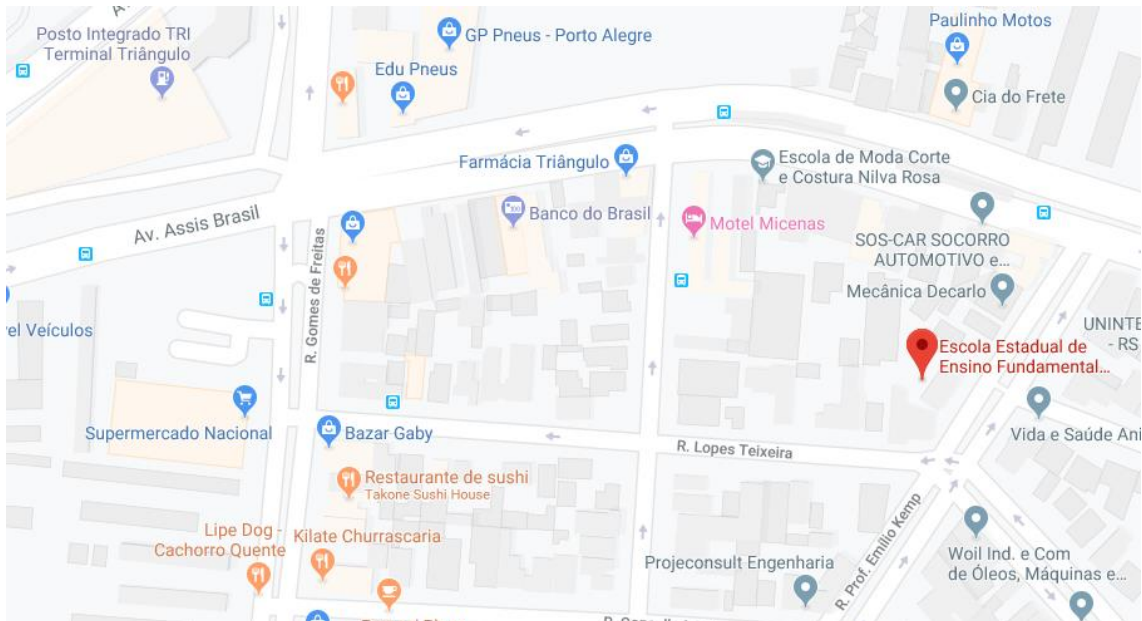 Posto Integrado TRI
Terminal Triângulo
GP Pneus - Porto Alegre
Edu Pneus
Paulinho Motos
Cia do Frete
Farmácia Triângulo
Escola de Moda Corte
e Costura Nilva Rosa
Av. Assis Brasil
Banco do Brasil
Motel Micenas
SOS-CAR SOCORRO
AUTOMOTIVO e...
R. Gomes de Freitas
Mecânica Decarlo
el Veículos
UNINTE
- RS
Escola Estadual de
Ensino Fundamental...
Supermercado Nacional
Bazar Gaby
R. Lopes Teixeira
Vida e Saúde Ani
Restaurante de sushi
Takone Sushi House
Lipe Dog -
Cachorro Quente
Kilate Churrascaria
Projeconsult Engenharia
R. Prof. Emílio Kemp
Woil Ind. e Com
de Óleos, Máquinas e...